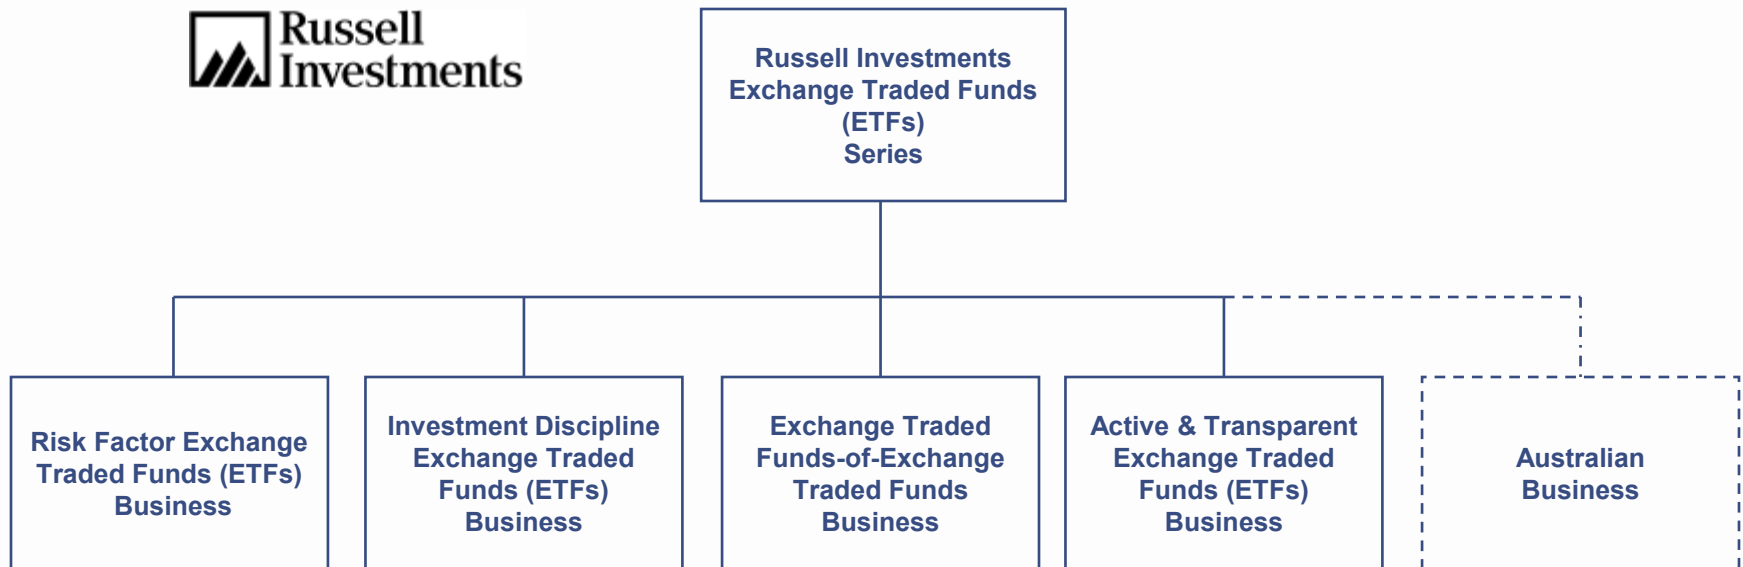 Russell
Investments
Russell Investments
Exchange Traded Funds
(ETFs)
Series
Risk Factor Exchange
Traded Funds (ETFs)
Business
Investment Discipline
Exchange Traded
Funds (ETFs)
Business
Exchange Traded
Funds-of-Exchange
Traded Funds
Business
Active & Transparent
Exchange Traded
Funds (ETFs)
Business
Australian
Business